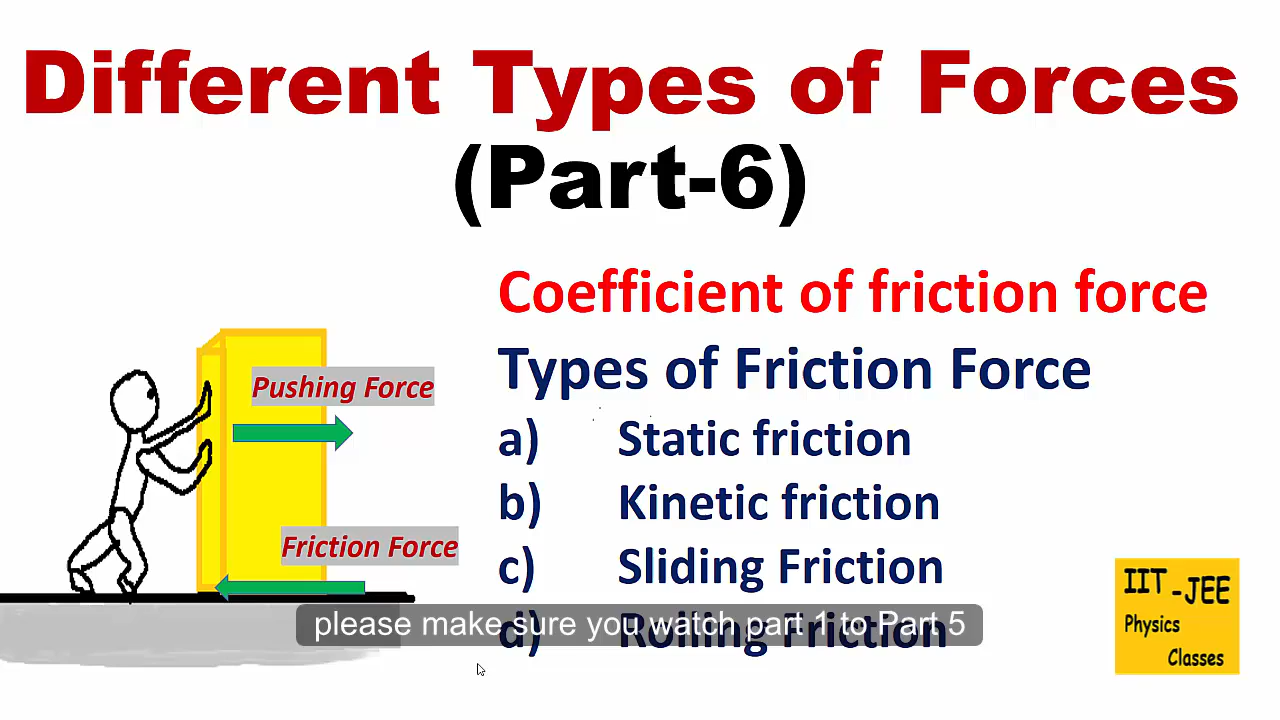 Different Types of Forces
(Part-6)
Coefficient of friction force
Types of Friction Force
a) Static friction
b) Kinetic friction
c) Sliding Friction
d) Rolling Friction
Pushing Force
Friction Force
please make sure you watch part 1 to Part 5
IIT-JEE
Physics
Classes